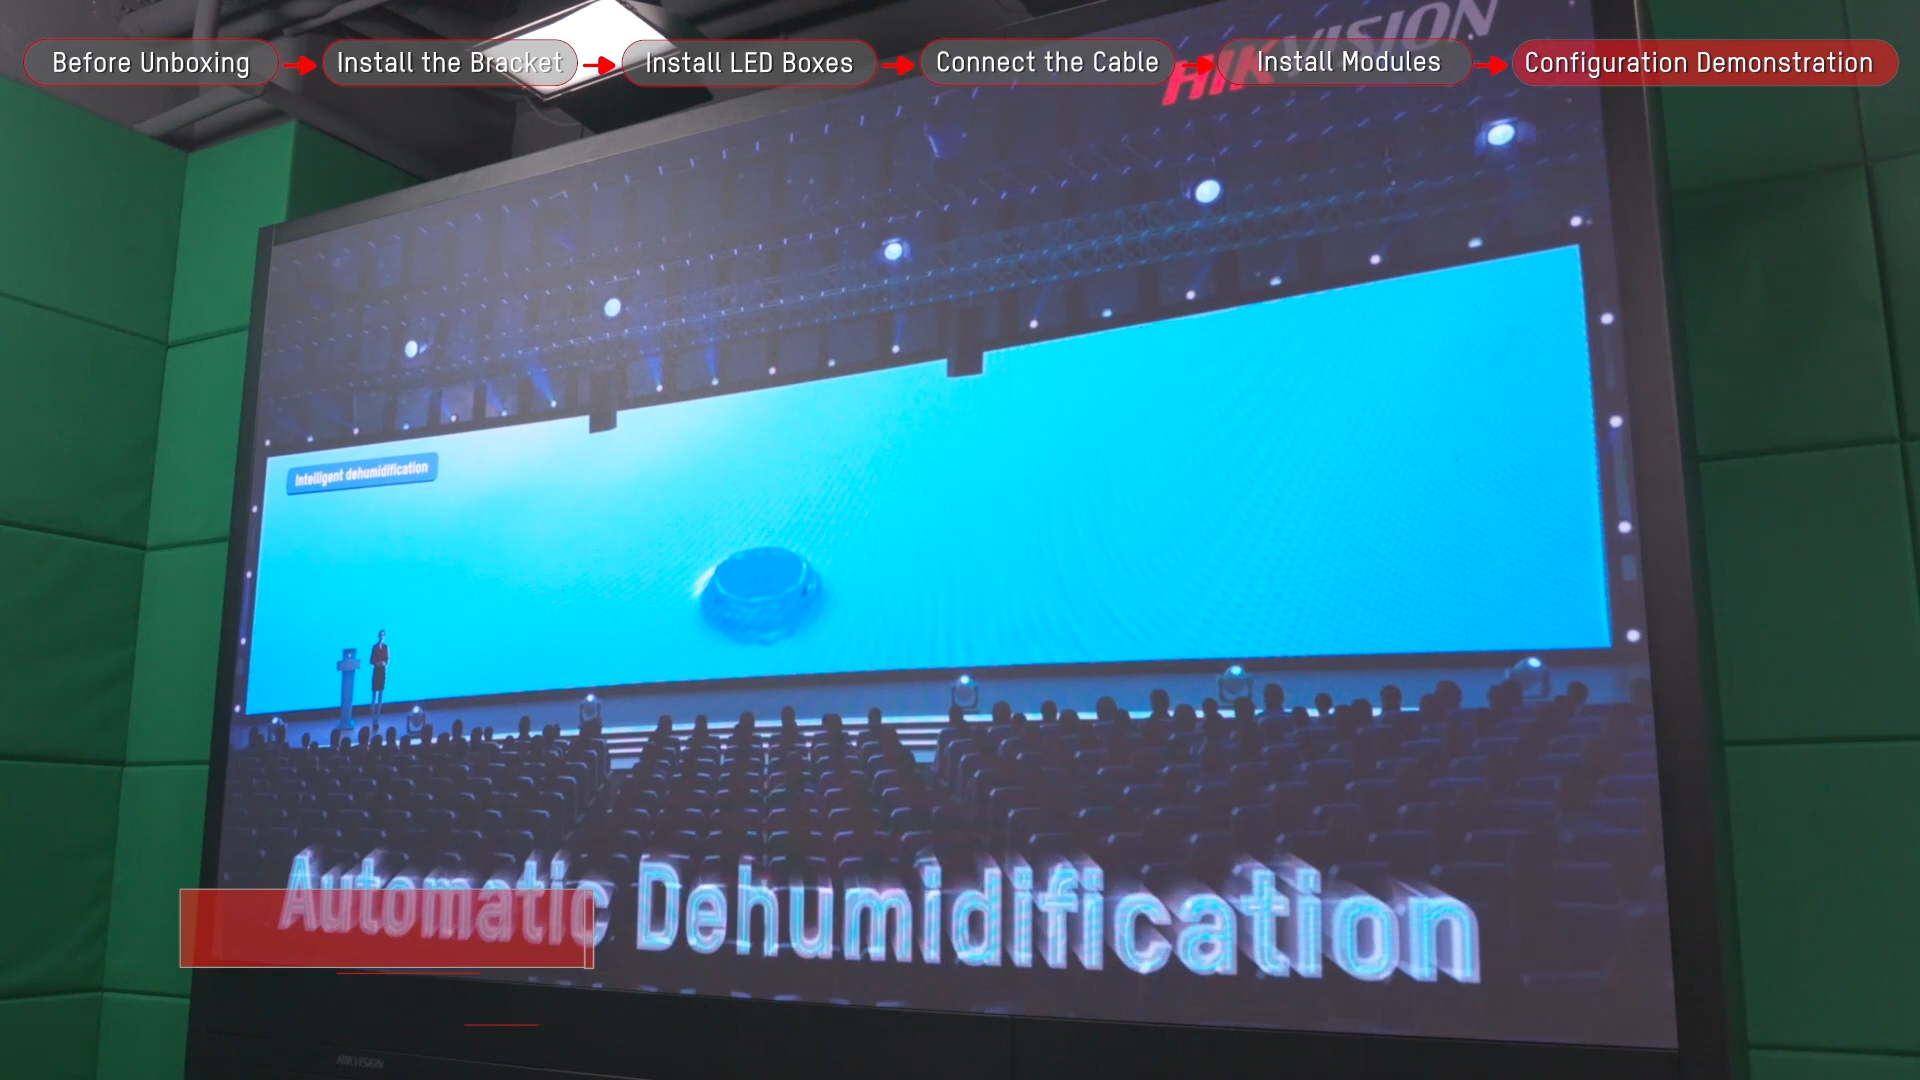 Before Unboxing
Install the Bracket
Install LED Boxes
Connect the Cable
Install Modules
Configuration Demonstration
HIKVISION
Intelligent dehumidification
Automatic Dehumidification
HIKVISION